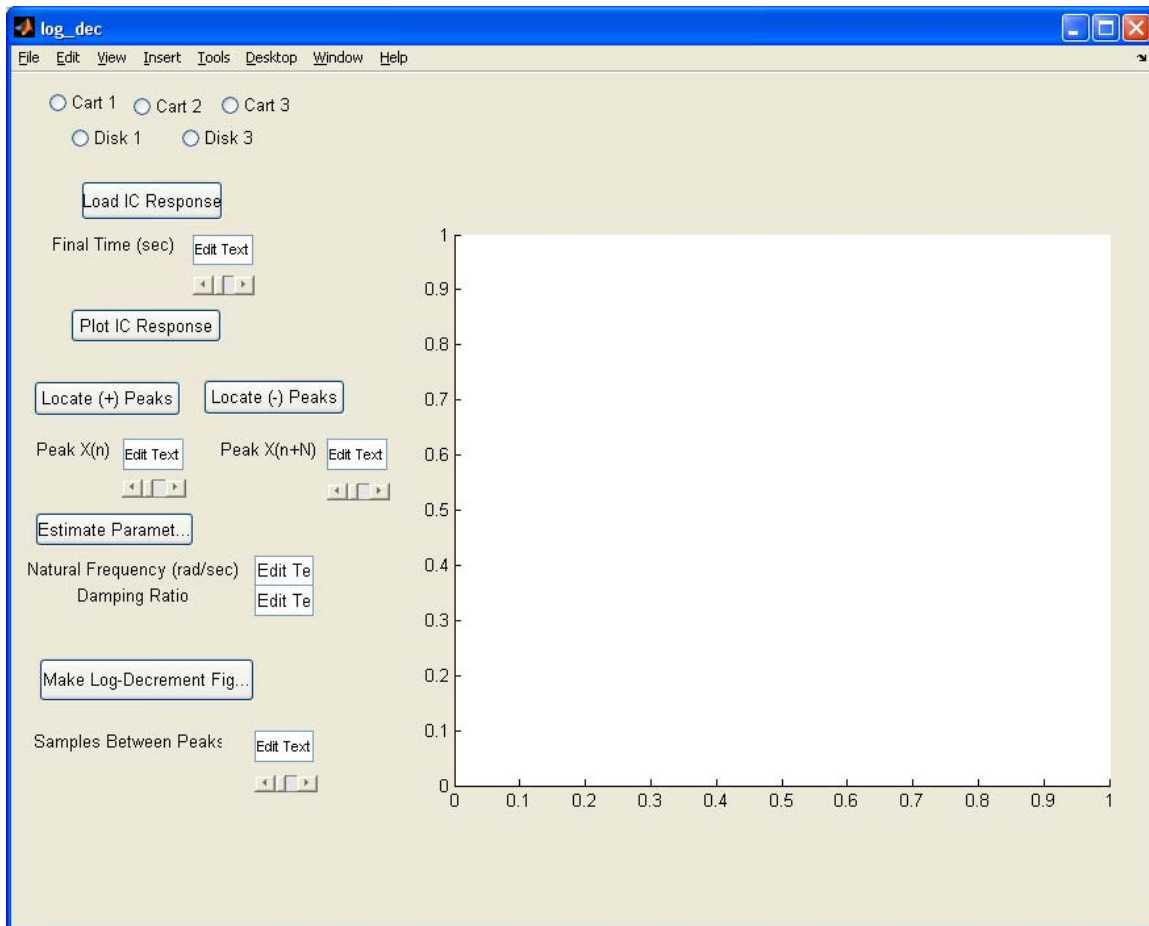 log_dec
File Edit View Insert Tools Desktop Window Help
Cart 1 Cart 2 Cart 3
Disk 1 Disk 3
Load IC Response
Final Time (sec) Edit Text
Plot IC Response
Locate (+) Peaks Locate (-) Peaks
Peak X(n) Edit Text Peak X(n+N) Edit Text
Estimate Paramet...
Natural Frequency (rad/sec) Edit Te
Damping Ratio Edit Te
Make Log-Decrement Fig...
Samples Between Peaks Edit Text
1
0.9
0.8
0.7
0.6
0.5
0.4
0.3
0.2
0.1
0
0 0.1 0.2 0.3 0.4 0.5 0.6 0.7 0.8 0.9 1